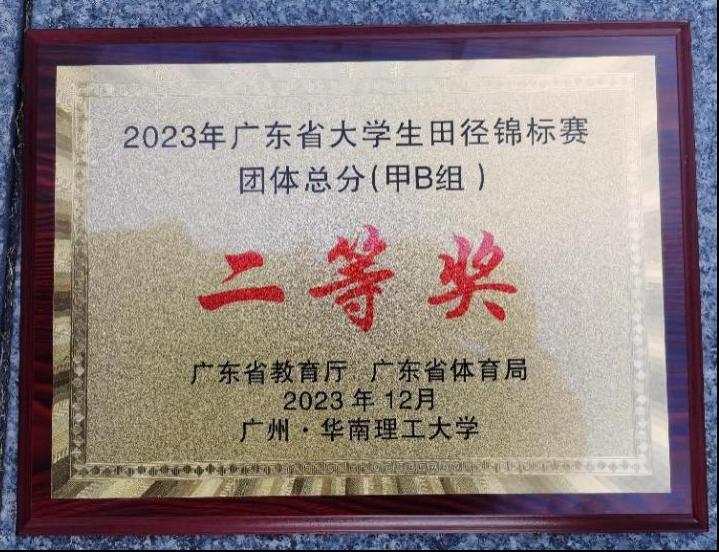 2023年广东省大学生田径锦标赛
团体总分(甲B组)
二等奖
广东省教育厅 广东省体育局
2023年12月
广州·华南理工大学